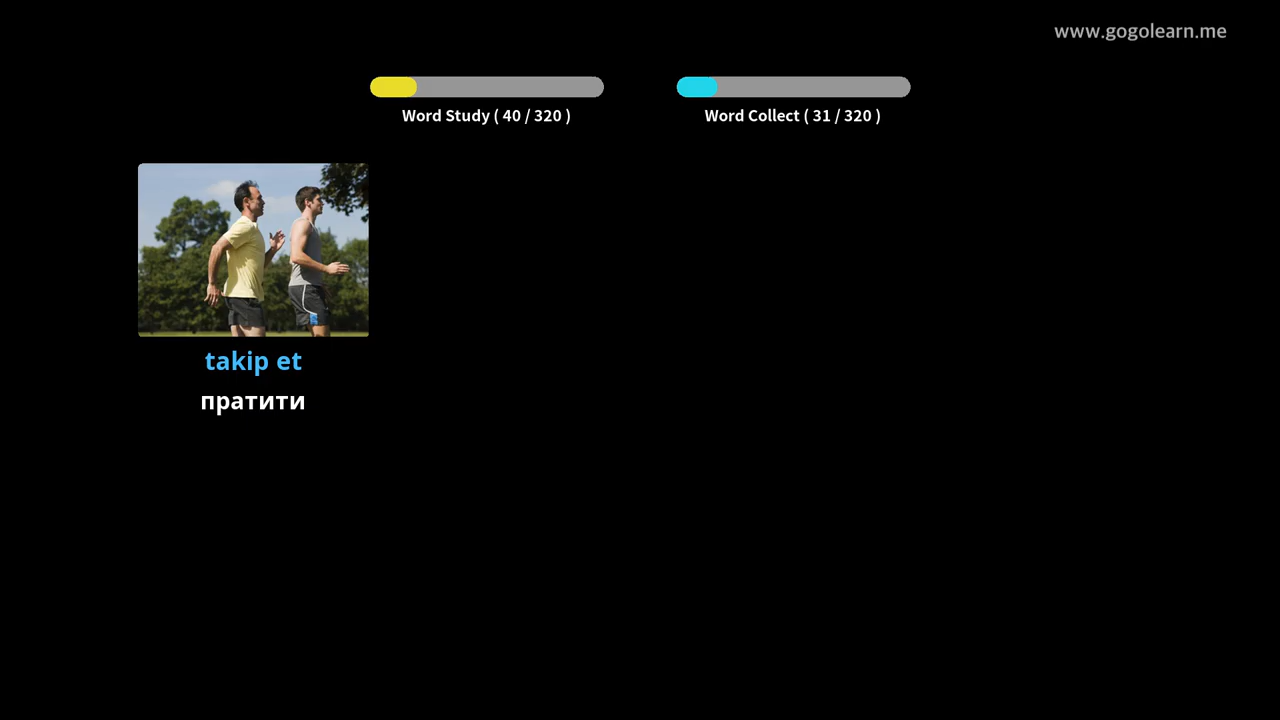 www.gogolearn.me
Word Study ( 40 / 320 )
Word Collect ( 31 / 320 )
takip et
пратити